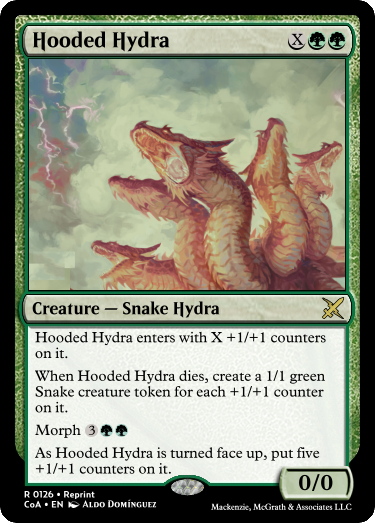 Hooded Hydra X
Creature — Snake Hydra
Hooded Hydra enters with X +1/+1 counters
on it.
When Hooded Hydra dies, create a 1/1 green
Snake creature token for each +1/+1 counter
on it.
Morph 3
As Hooded Hydra is turned face up, put five
+1/+1 counters on it.
0/0
R 0126 • Reprint
CoA • EN Aldo Domínguez
Mackenzie, McGrath & Associates LLC